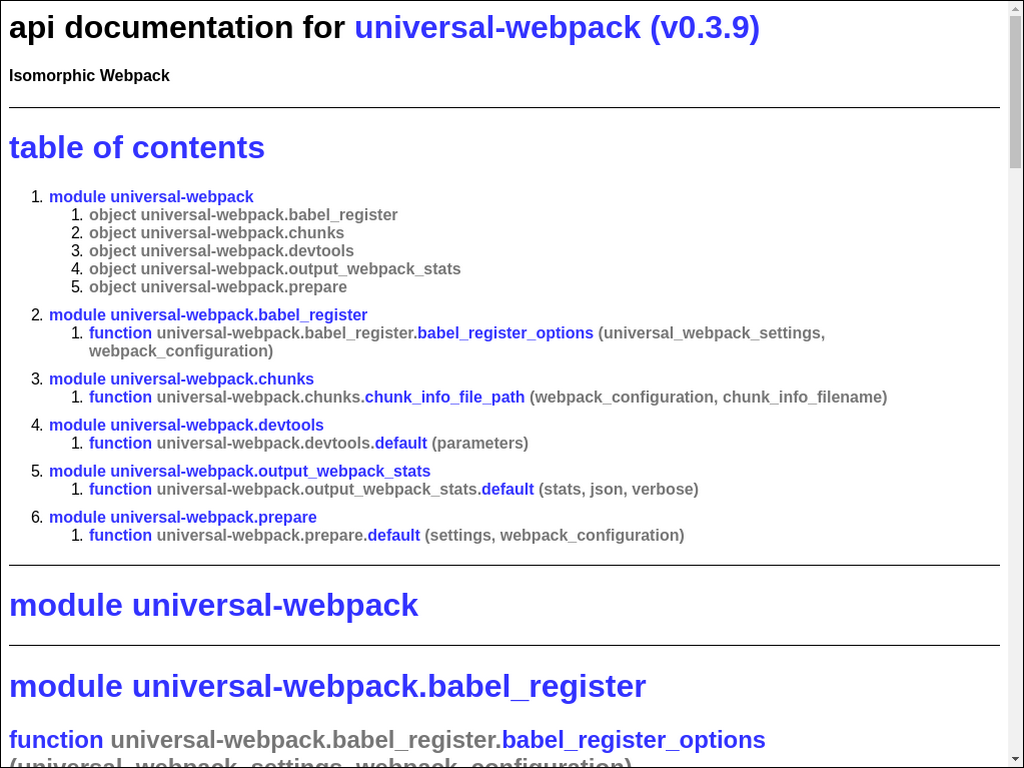 api documentation for universal-webpack (v0.3.9)
Isomorphic Webpack
table of contents
1. module universal-webpack
1. object universal-webpack.babel_register
2. object universal-webpack.chunks
3. object universal-webpack.devtools
4. object universal-webpack.output_webpack_stats
5. object universal-webpack.prepare
2. module universal-webpack.babel_register
1. function universal-webpack.babel_register.babel_register_options (universal_webpack_settings,
webpack_configuration)
3. module universal-webpack.chunks
1. function universal-webpack.chunks.chunk_info_file_path (webpack_configuration, chunk_info_filename)
4. module universal-webpack.devtools
1. function universal-webpack.devtools.default (parameters)
5. module universal-webpack.output_webpack_stats
1. function universal-webpack.output_webpack_stats.default (stats, json, verbose)
6. module universal-webpack.prepare
1. function universal-webpack.prepare.default (settings, webpack_configuration)
module universal-webpack
module universal-webpack.babel_register
function universal-webpack.babel_register.babel_register_options
(universal_webpack_settings, webpack_configuration)